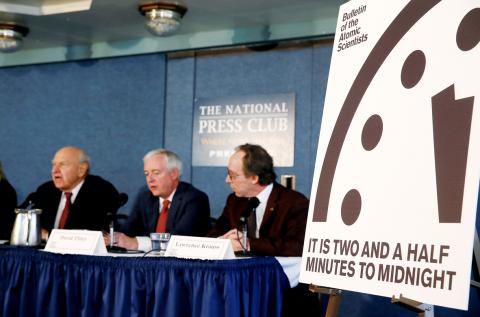 Bulletin
of the
Atomic
Scientists
THE NATIONAL
PRESS CLUB
IT IS TWO AND A HALF
MINUTES TO MIDNIGHT
David Titley
Lawrence Krauss